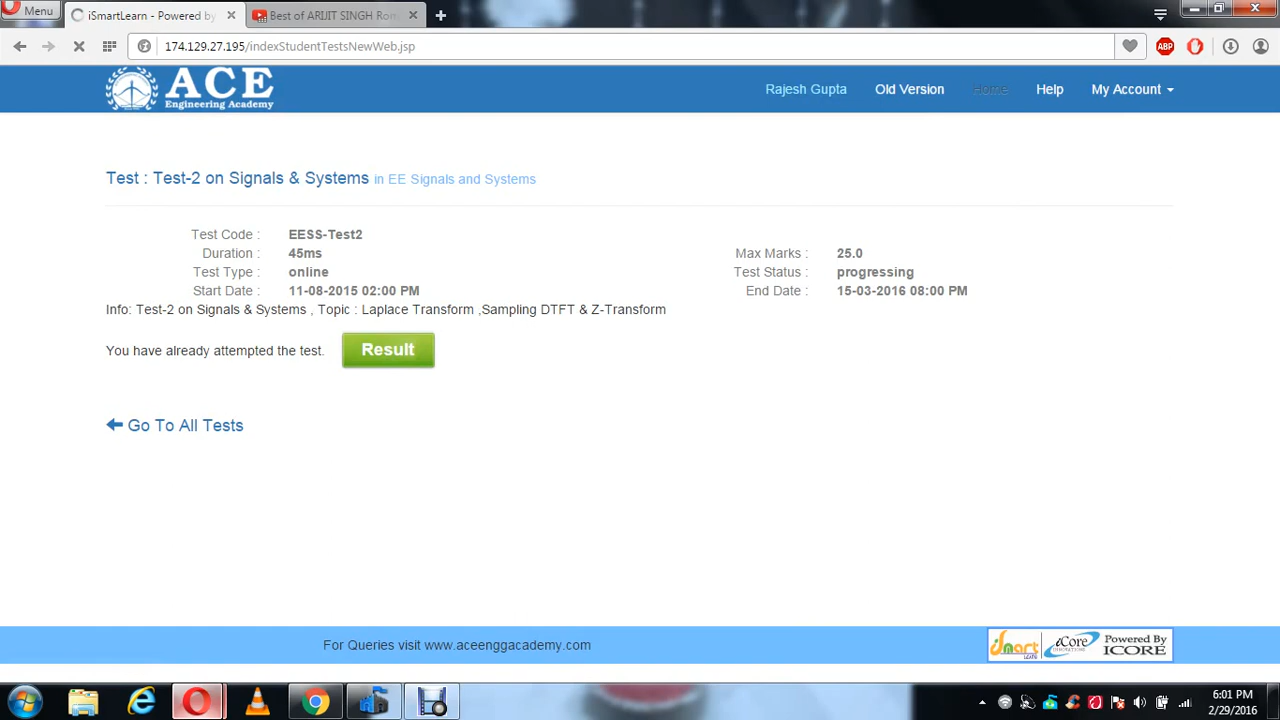 Menu
iSmartLearn - Powered by
Best of ARIJIT SINGH Rom
174.129.27.195/indexStudentTestsNewWeb.jsp
ABP
ACE
Engineering Academy
Rajesh Gupta
Old Version
Home
Help
My Account
Test : Test-2 on Signals & Systems in EE Signals and Systems
Test Code : EESS-Test2
Duration : 45ms
Max Marks : 25.0
Test Type : online
Test Status : progressing
Start Date : 11-08-2015 02:00 PM
End Date : 15-03-2016 08:00 PM
Info: Test-2 on Signals & Systems , Topic : Laplace Transform ,Sampling DTFT & Z-Transform
You have already attempted the test.
Result
Go To All Tests
For Queries visit www.aceenggacademy.com
iCore
Powered By
ICORE
6:01 PM
2/29/2016